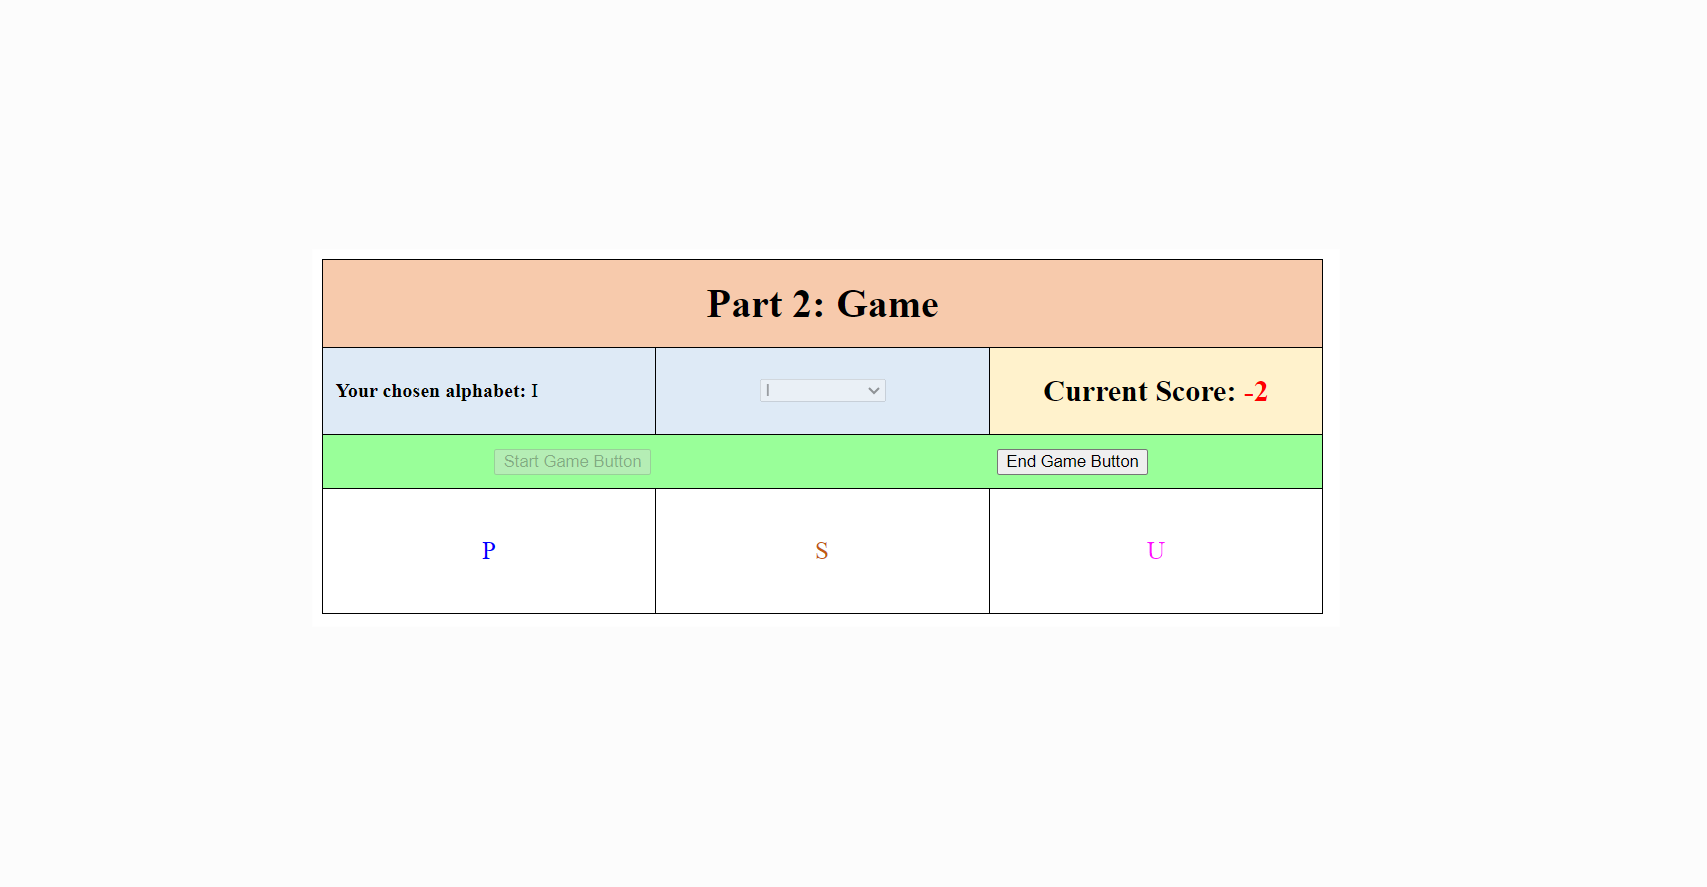 Part 2: Game
Your chosen alphabet: I
I
Current Score: -2
Start Game Button
End Game Button
P
S
U